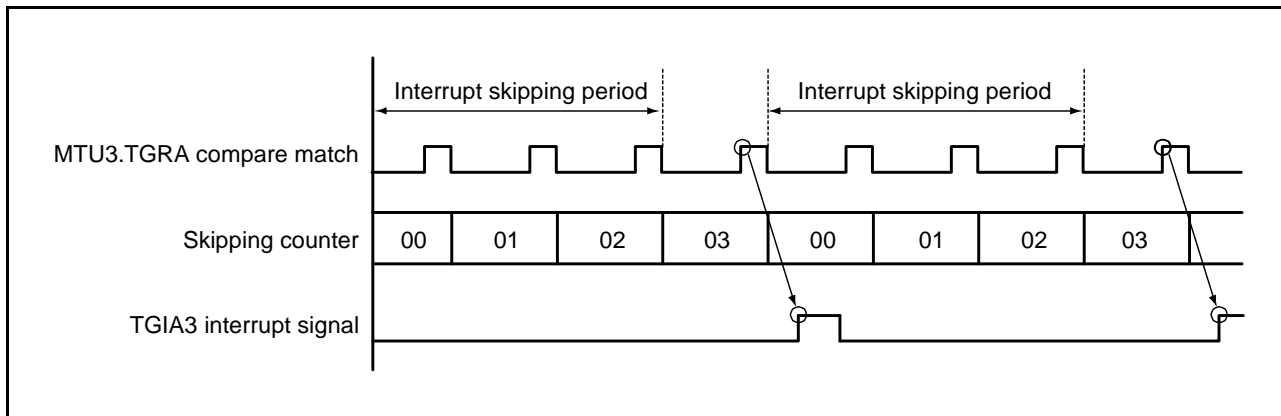 Interrupt skipping period Interrupt skipping period
MTU3.TGRA compare match
Skipping counter 00 01 02 03 00 01 02 03
TGIA3 interrupt signal